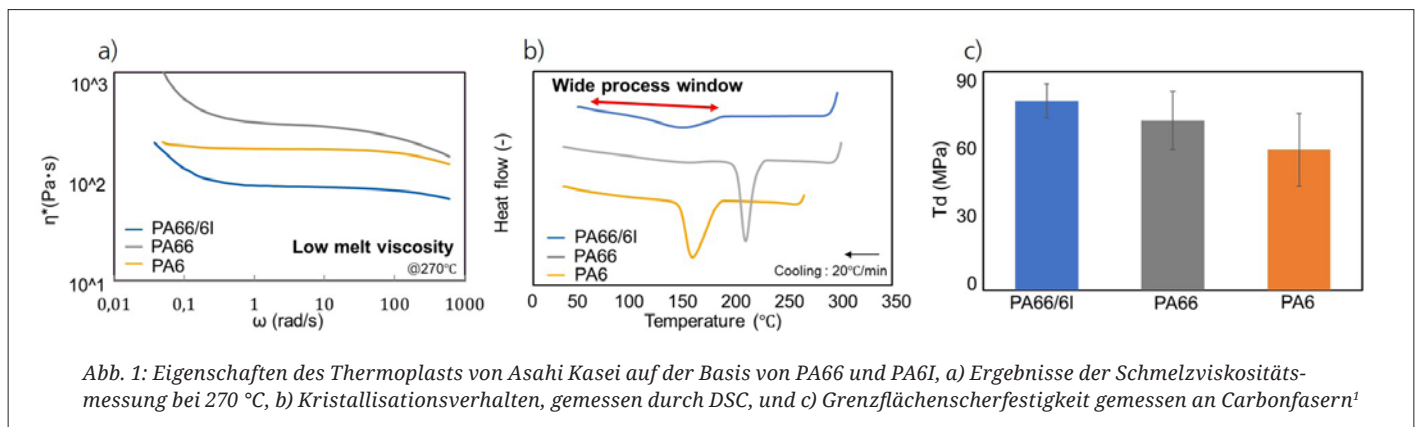 a)
10^3
10^2
10^1
η*(Pa・s)
PA66/6I
PA66
PA6
Low melt viscosity
@270℃
0,01 0,1 1 10 100 1000
ω (rad/s)
b)
Wide process window
Heat flow (-)
PA66/6I
PA66
PA6
Cooling : 20℃/min
0 50 150 150 200 250 300 350
Temperature (℃)
c)
90
60
30
0
Td (MPa)
PA66/6I PA66 PA6
Abb. 1: Eigenschaften des Thermoplasts von Asahi Kasei auf der Basis von PA66 und PA6I, a) Ergebnisse der Schmelzviskositäts-
messung bei 270 °C, b) Kristallisationsverhalten, gemessen durch DSC, und c) Grenzflächenscherfestigkeit gemessen an Carbonfasern¹